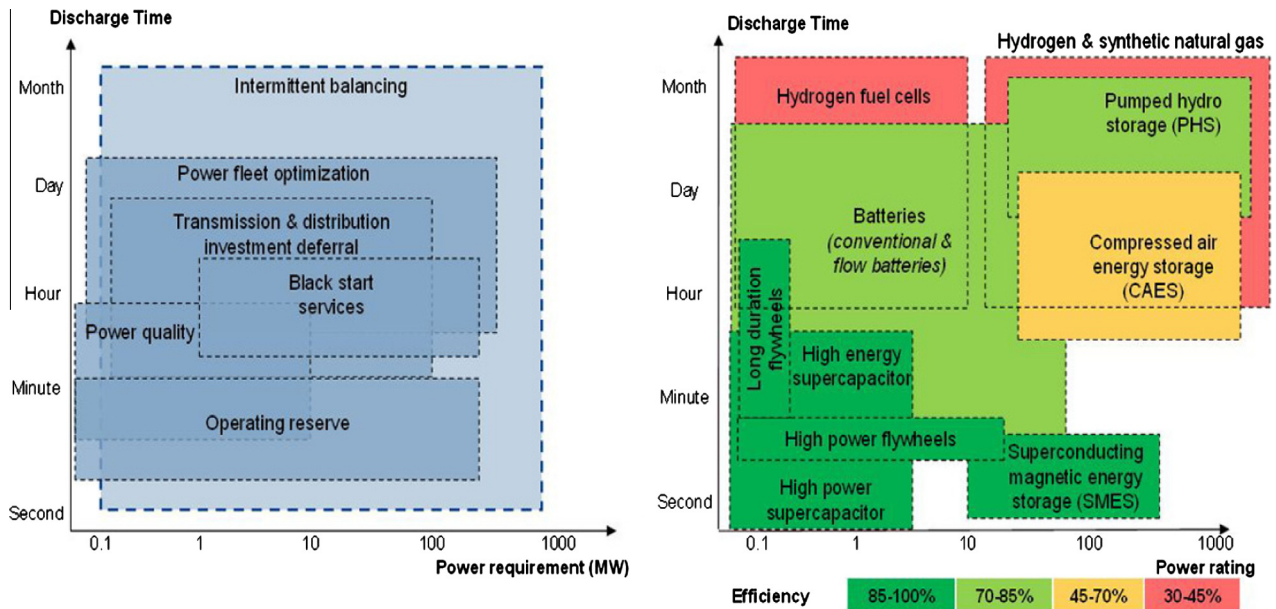 Discharge Time
Month
Day
Hour
Minute
Second
Intermittent balancing
Power fleet optimization
Transmission & distribution
investment deferral
Black start
services
Power quality
Operating reserve
0.1
1
10
100
1000
Power requirement (MW)
Discharge Time
Hydrogen & synthetic natural gas
Month
Day
Hour
Minute
Second
Hydrogen fuel cells
Pumped hydro
storage (PHS)
Batteries
(conventional &
flow batteries)
Compressed air
energy storage
(CAES)
Long duration
flywheels
High energy
supercapacitor
High power flywheels
High power
supercapacitor
Superconducting
magnetic energy
storage (SMES)
0.1
1
10
100
1000
Power rating
Efficiency
85-100%
70-85%
45-70%
30-45%